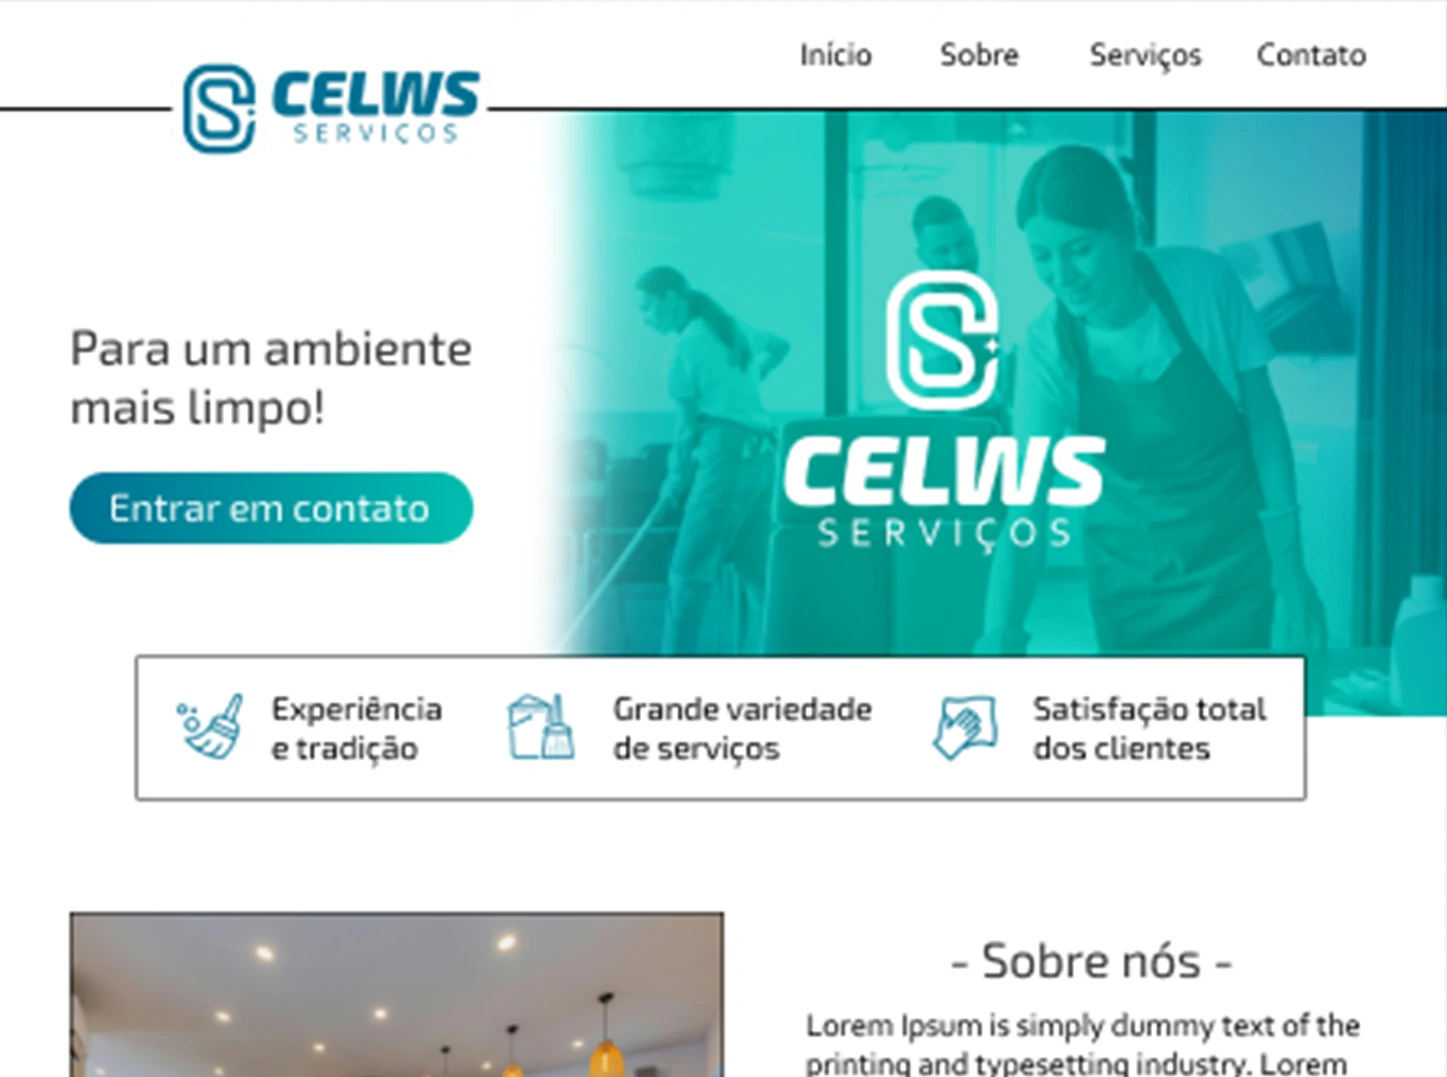 Início Sobre Serviços Contato
CELWS
SERVIÇOS
Para um ambiente
mais limpo!
Entrar em contato
CELWS
SERVIÇOS
Experiência
e tradição
Grande variedade
de serviços
Satisfação total
dos clientes
- Sobre nós -
Lorem Ipsum is simply dummy text of the
printing and typesetting industry. Lorem